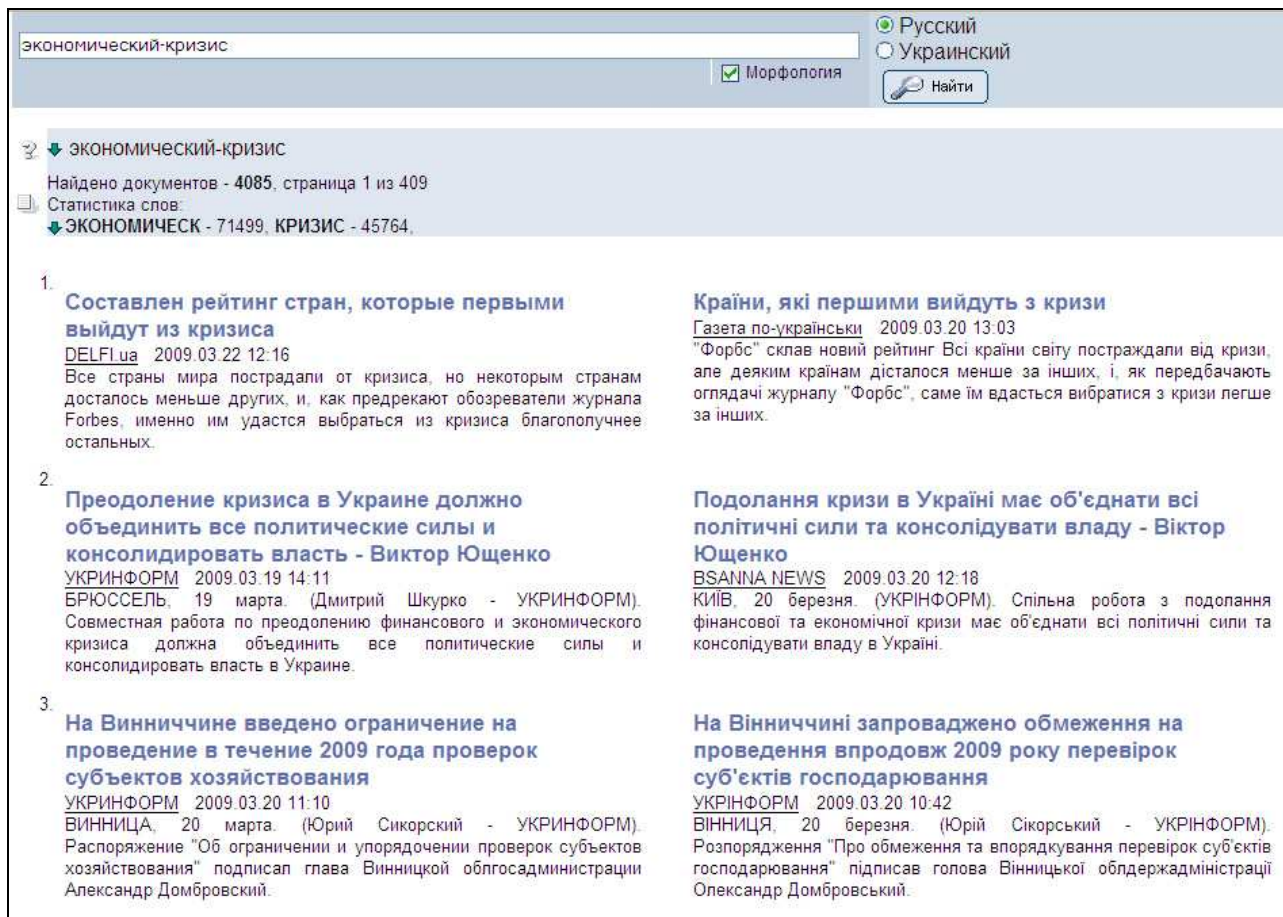 экономический-кризис
Русский
Украинский
Морфология
Найти
экономический-кризис
Найдено документов - 4085, страница 1 из 409
Статистика слов:
ЭКОНОМИЧЕСК - 71499, КРИЗИС - 45764,
1.
Составлен рейтинг стран, которые первыми
выйдут из кризиса
DELFI.ua 2009.03.22 12:16
Все страны мира пострадали от кризиса, но некоторым странам
досталось меньше других, и, как предрекают обозреватели журнала
Forbes, именно им удастся выбраться из кризиса благополучнее
остальных.
Країни, які першими вийдуть з кризи
Газета по-українськи 2009.03.20 13:03
"Форбс" склав новий рейтинг Всі країни світу постраждали від кризи,
але деяким країнам дісталося менше за інших, і, як передбачають
оглядачі журналу "Форбс", саме їм вдасться вибратися з кризи легше
за інших.
2.
Преодоление кризиса в Украине должно
объединить все политические силы и
консолидировать власть - Виктор Ющенко
УКРИНФОРМ 2009.03.19 14:11
БРЮССЕЛЬ, 19 марта. (Дмитрий Шкурко - УКРИНФОРМ).
Совместная работа по преодолению финансового и экономического
кризиса должна объединить все политические силы и
консолидировать власть в Украине.
Подолання кризи в Україні має об'єднати всі
політичні сили та консолідувати владу - Віктор
Ющенко
BSANNA NEWS 2009.03.20 12:18
КИЇВ, 20 березня. (УКРІНФОРМ). Спільна робота з подолання
фінансової та економічної кризи має об'єднати всі політичні сили та
консолідувати владу в Україні.
3.
На Винниччине введено ограничение на
проведение в течение 2009 года проверок
субъектов хозяйствования
УКРИНФОРМ 2009.03.20 11:10
ВИННИЦА, 20 марта. (Юрий Сикорский - УКРИНФОРМ).
Распоряжение "Об ограничении и упорядочении проверок субъектов
хозяйствования" подписал глава Винницкой облгосадминистрации
Александр Домбровский.
На Вінниччині запроваджено обмеження на
проведення впродовж 2009 року перевірок
суб'єктів господарювання
УКРІНФОРМ 2009.03.20 10:42
ВІННИЦЯ, 20 березня. (Юрій Сікорський - УКРІНФОРМ).
Розпорядження "Про обмеження та впорядкування перевірок суб'єктів
господарювання" підписав голова Вінницької облдержадміністрації
Олександр Домбровський.